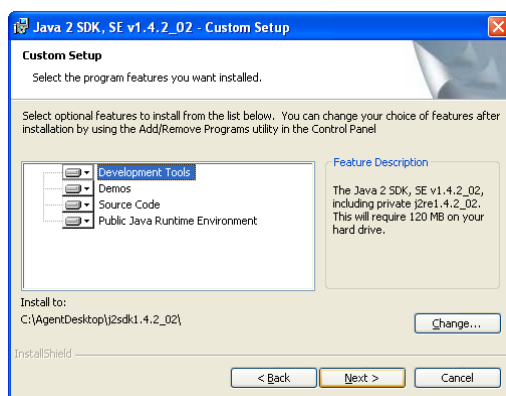 Java 2 SDK, SE v1.4.2_02 - Custom Setup
Custom Setup
Select the program features you want installed.
Select optional features to install from the list below. You can change your choice of features after
installation by using the Add/Remove Programs utility in the Control Panel
Development Tools
Demos
Source Code
Public Java Runtime Environment
Feature Description
The Java 2 SDK, SE v1.4.2_02,
including private j2re1.4.2_02.
This will require 120 MB on your
hard drive.
Install to:
C:\AgentDesktop\j2sdk1.4.2_02\
Change...
InstallShield
< Back
Next >
Cancel